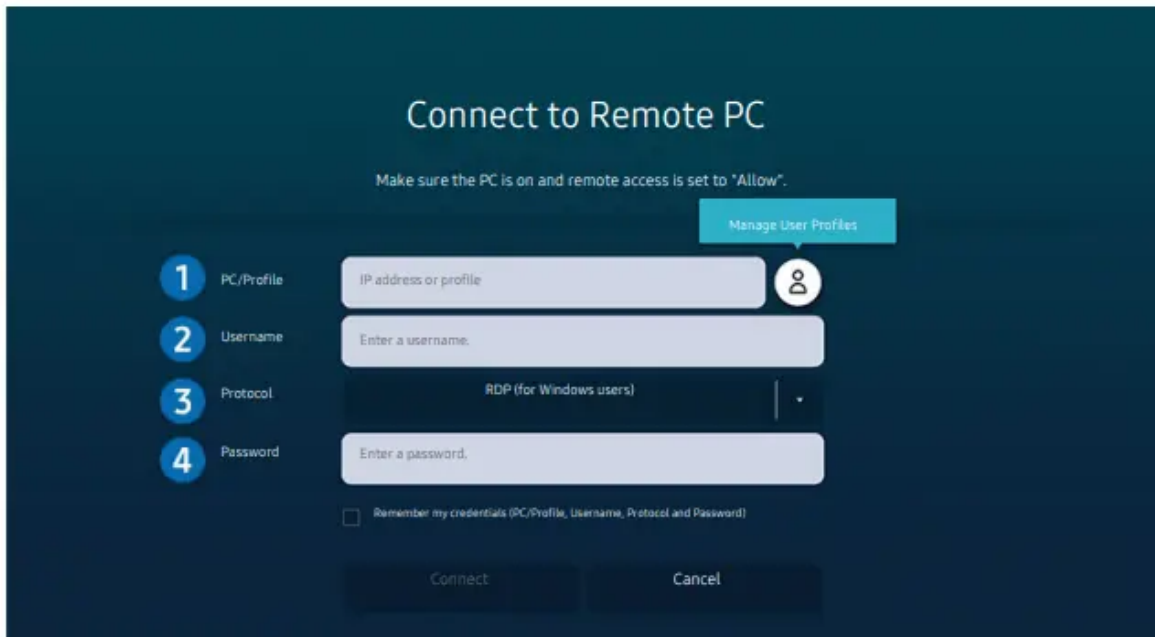 Connect to Remote PC
Make sure the PC is on and remote access is set to "Allow".
Manage User Profiles
1 PC/Profile IP address or profile
2 Username Enter a username.
3 Protocol RDP (for Windows users)
4 Password Enter a password.
Remember my credentials (PC/Profile, Username, Protocol and Password)
Connect Cancel